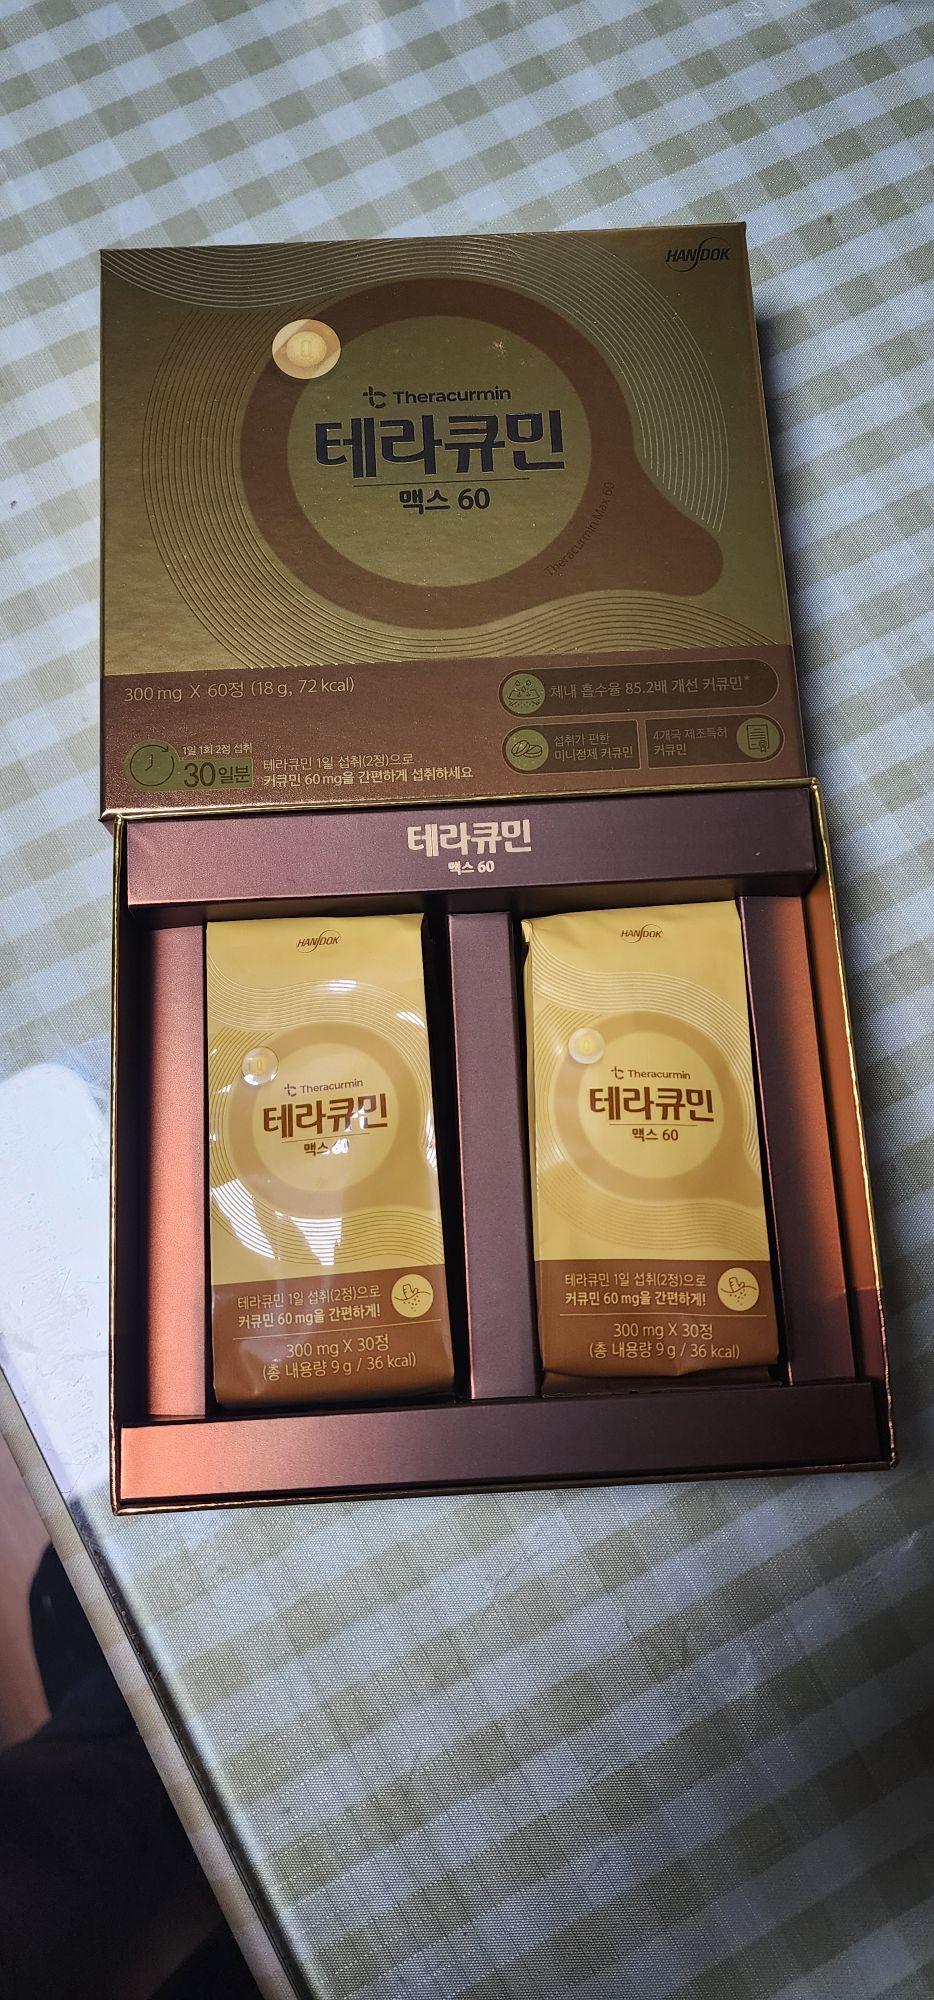 HANDOK
Theracurmin
테라큐민
맥스 60
Theracurmin Max 60
300 mg X 60정 (18 g, 72 kcal)
체내 흡수율 85.2배 개선 커큐민*
섭취가 편한
미니정제 커큐민
4개국 제조특허
커큐민
1일 1회 2정 섭취
30일분
테라큐민 1일 섭취(2정)으로
커큐민 60 mg을 간편하게 섭취하세요
테라큐민
맥스 60
HANDOK
Theracurmin
테라큐민
맥스 60
테라큐민 1일 섭취(2정)으로
커큐민 60 mg을 간편하게!
300 mg X 30정
(총 내용량 9 g / 36 kcal)
HANDOK
Theracurmin
테라큐민
맥스 60
테라큐민 1일 섭취(2정)으로
커큐민 60 mg을 간편하게!
300 mg X 30정
(총 내용량 9 g / 36 kcal)